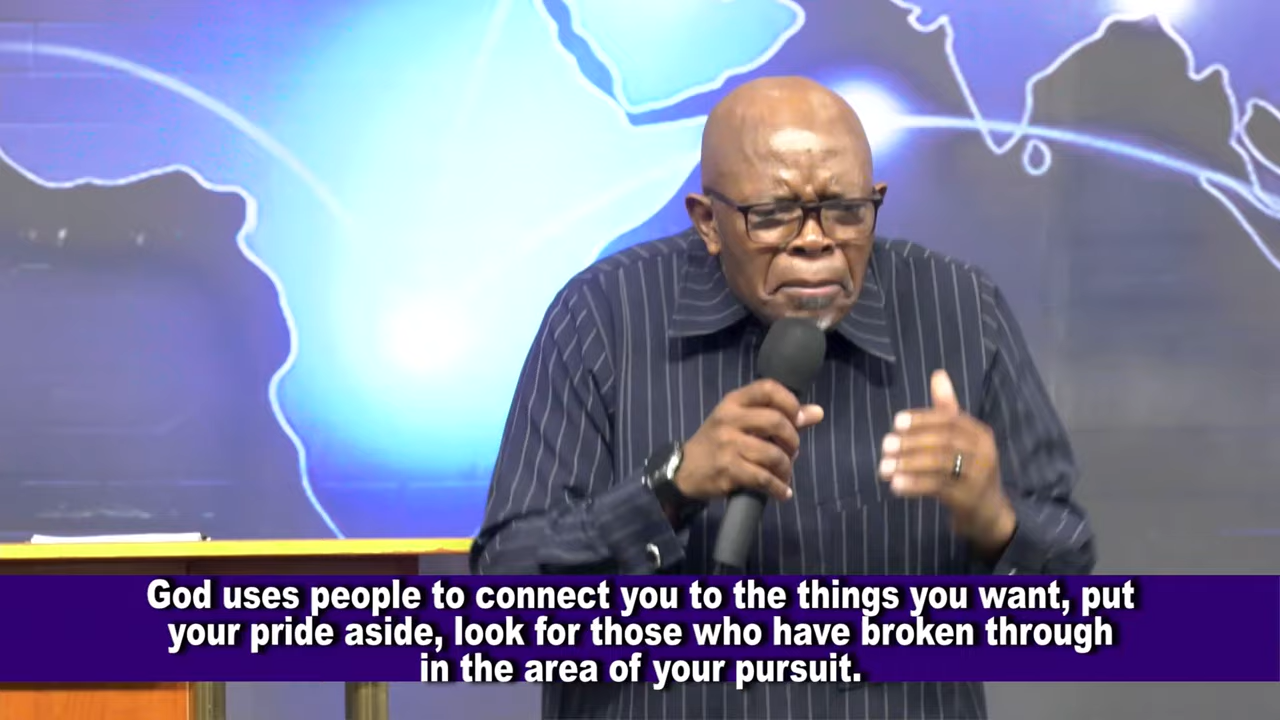 God uses people to connect you to the things you want, put
your pride aside, look for those who have broken through
in the area of your pursuit.